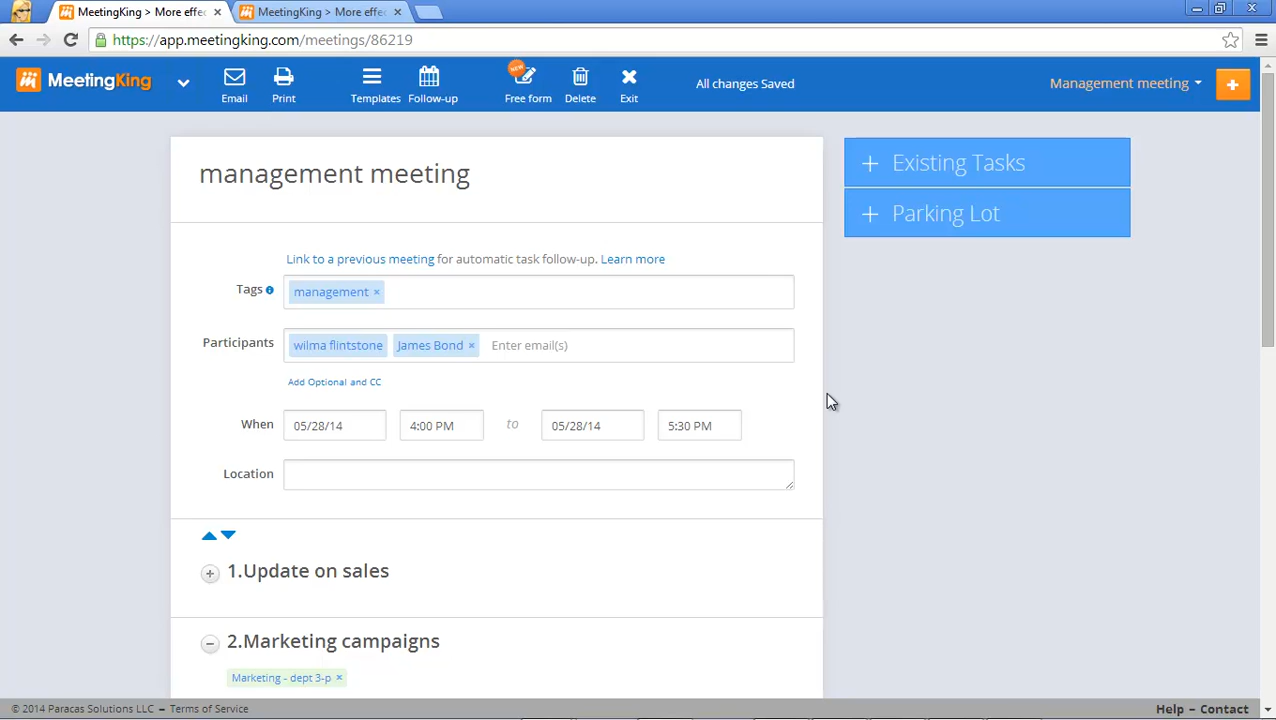 MeetingKing > More effe
MeetingKing > More effe
https://app.meetingking.com/meetings/86219
MeetingKing
Email
Print
Templates
Follow-up
NEW
Free form
Delete
Exit
All changes Saved
Management meeting
management meeting
+ Existing Tasks
+ Parking Lot
Link to a previous meeting for automatic task follow-up. Learn more
Tags
management ×
Participants
wilma flintstone James Bond × Enter email(s)
Add Optional and CC
When 05/28/14 4:00 PM to 05/28/14 5:30 PM
Location
1.Update on sales
2.Marketing campaigns
Marketing - dept 3-p ×
© 2014 Paracas Solutions LLC – Terms of Service
Help – Contact